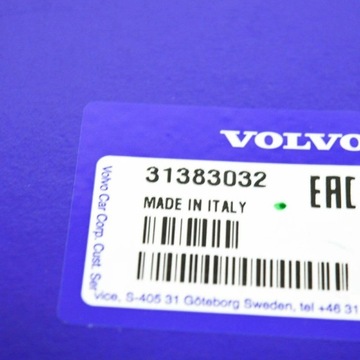 VOLVO
31383032
EAC
MADE IN ITALY
Volvo Car Corp. Cust. Ser
vice, S-405 31 Göteborg Sweden, tel +46 31